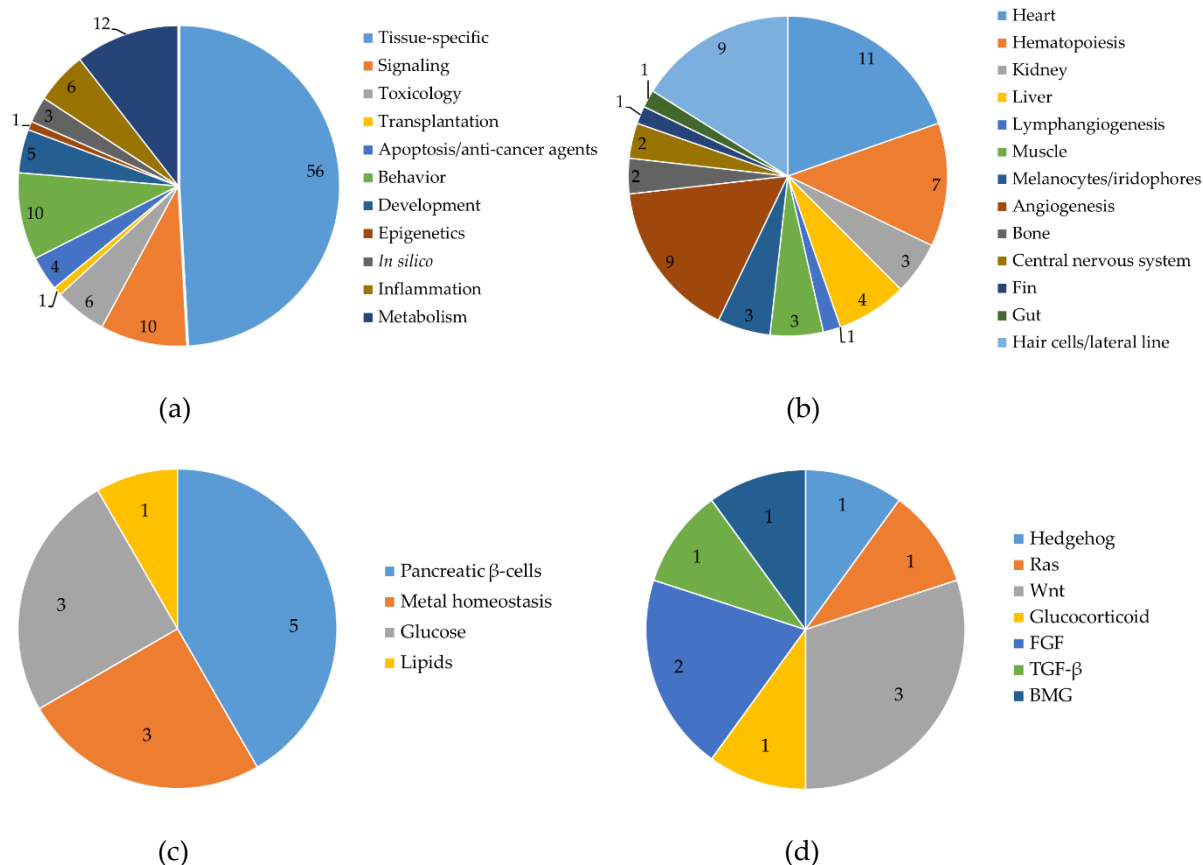 12
6
3
1
5
10
4
1
6
10
56
Tissue-specific
Signaling
Toxicology
Transplantation
Apoptosis/anti-cancer agents
Behavior
Development
Epigenetics
In silico
Inflammation
Metabolism
(a)
9
11
1
1
2
2
7
3
9
4
3
3
1
Heart
Hematopoiesis
Kidney
Liver
Lymphangiogenesis
Muscle
Melanocytes/iridophores
Angiogenesis
Bone
Central nervous system
Fin
Gut
Hair cells/lateral line
(b)
1
3
5
3
Pancreatic β-cells
Metal homeostasis
Glucose
Lipids
(c)
1
1
1
1
2
3
1
Hedgehog
Ras
Wnt
Glucocorticoid
FGF
TGF-β
BMG
(d)